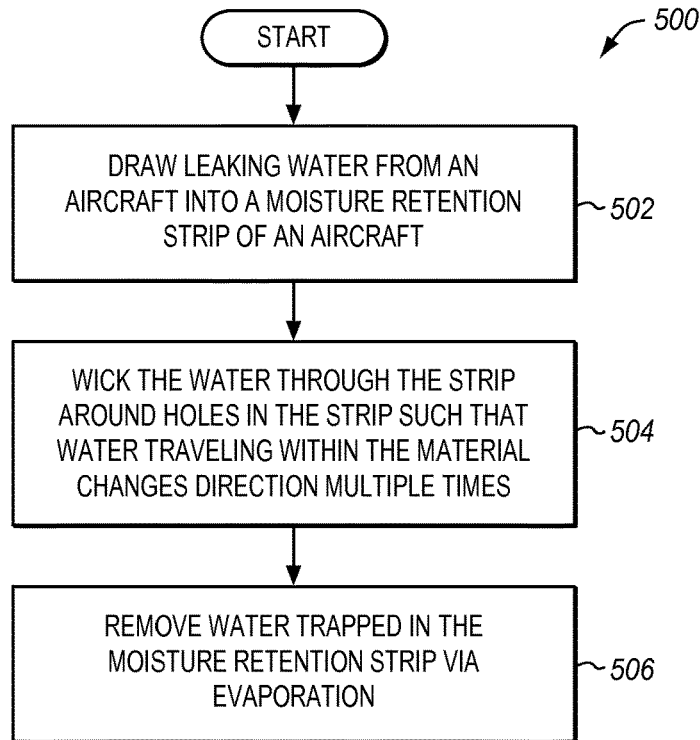 START
500
DRAW LEAKING WATER FROM AN
AIRCRAFT INTO A MOISTURE RETENTION
STRIP OF AN AIRCRAFT
502
WICK THE WATER THROUGH THE STRIP
AROUND HOLES IN THE STRIP SUCH THAT
WATER TRAVELING WITHIN THE MATERIAL
CHANGES DIRECTION MULTIPLE TIMES
504
REMOVE WATER TRAPPED IN THE
MOISTURE RETENTION STRIP VIA
EVAPORATION
506